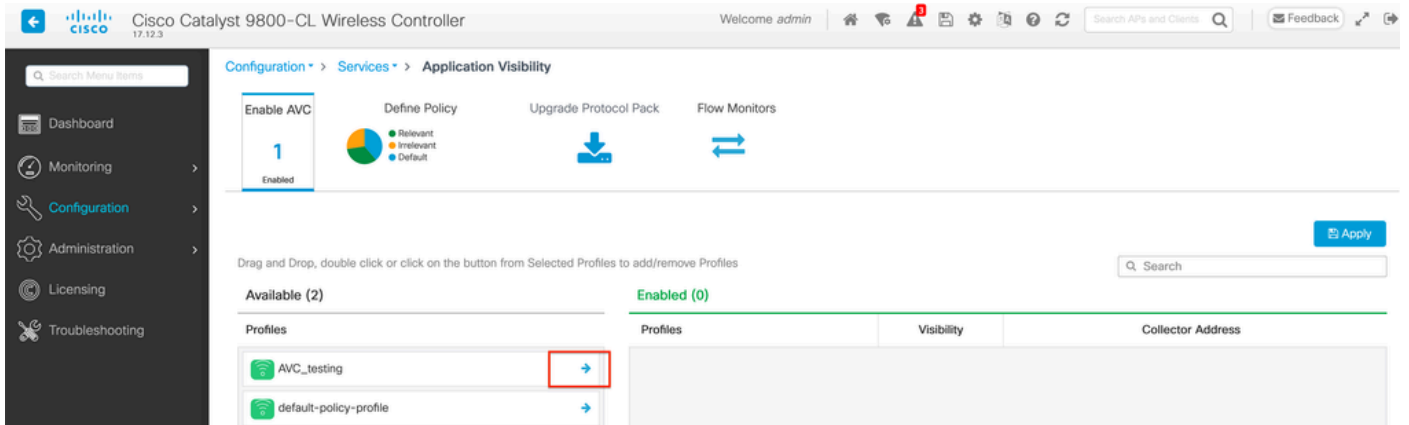 cisco
Cisco Catalyst 9800-CL Wireless Controller
17.12.3
Welcome admin
3
Search APs and Clients
Feedback
Search Menu Items
Dashboard
Monitoring
Configuration
Administration
Licensing
Troubleshooting
Configuration > Services > Application Visibility
Enable AVC
1
Enabled
Define Policy
Relevant
Irrelevant
Default
Upgrade Protocol Pack
Flow Monitors
Apply
Drag and Drop, double click or click on the button from Selected Profiles to add/remove Profiles
Search
Available (2)
Enabled (0)
Profiles
Profiles
Visibility
Collector Address
AVC_testing
default-policy-profile